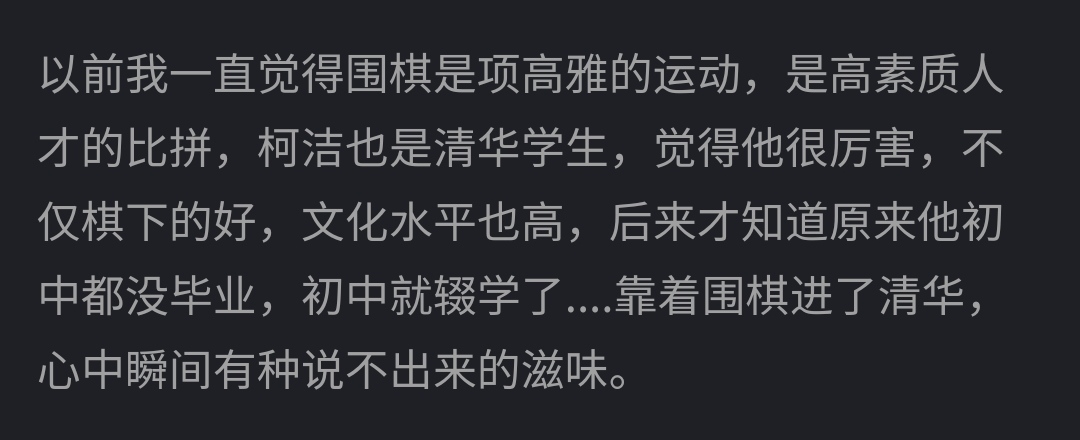 以前我一直觉得围棋是项高雅的运动，是高素质人
才的比拼，柯洁也是清华学生，觉得他很厉害，不
仅棋下的好，文化水平也高，后来才知道原来他初
中都没毕业，初中就辍学了....靠着围棋进了清华，
心中瞬间有种说不出来的滋味。